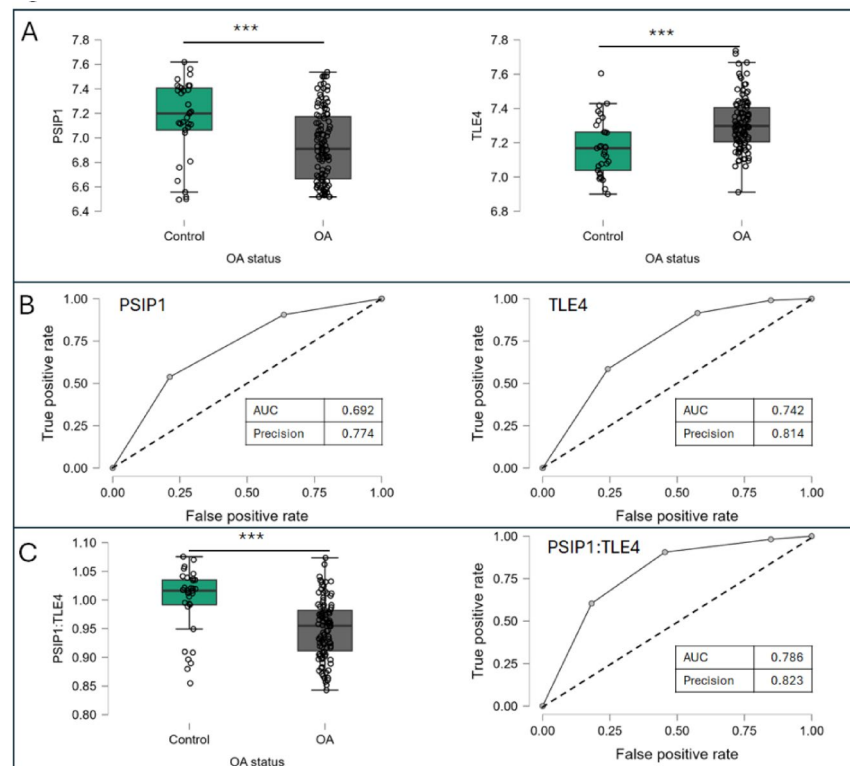 A
***
***
PSIP1
7.8
7.6
7.4
7.2
7.0
6.8
6.6
6.4
Control
OA
OA status
TLE4
7.8
7.6
7.4
7.2
7.0
6.8
Control
OA
OA status
B
PSIP1
True positive rate
1.00
0.75
0.50
0.25
0.00
AUC 0.692
Precision 0.774
0.00 0.25 0.50 0.75 1.00
False positive rate
TLE4
True positive rate
1.00
0.75
0.50
0.25
0.00
AUC 0.742
Precision 0.814
0.00 0.25 0.50 0.75 1.00
False positive rate
C
***
PSIP1:TLE4
1.10
1.05
1.00
0.95
0.90
0.85
0.80
Control
OA
OA status
PSIP1:TLE4
True positive rate
1.00
0.75
0.50
0.25
0.00
AUC 0.786
Precision 0.823
0.00 0.25 0.50 0.75 1.00
False positive rate